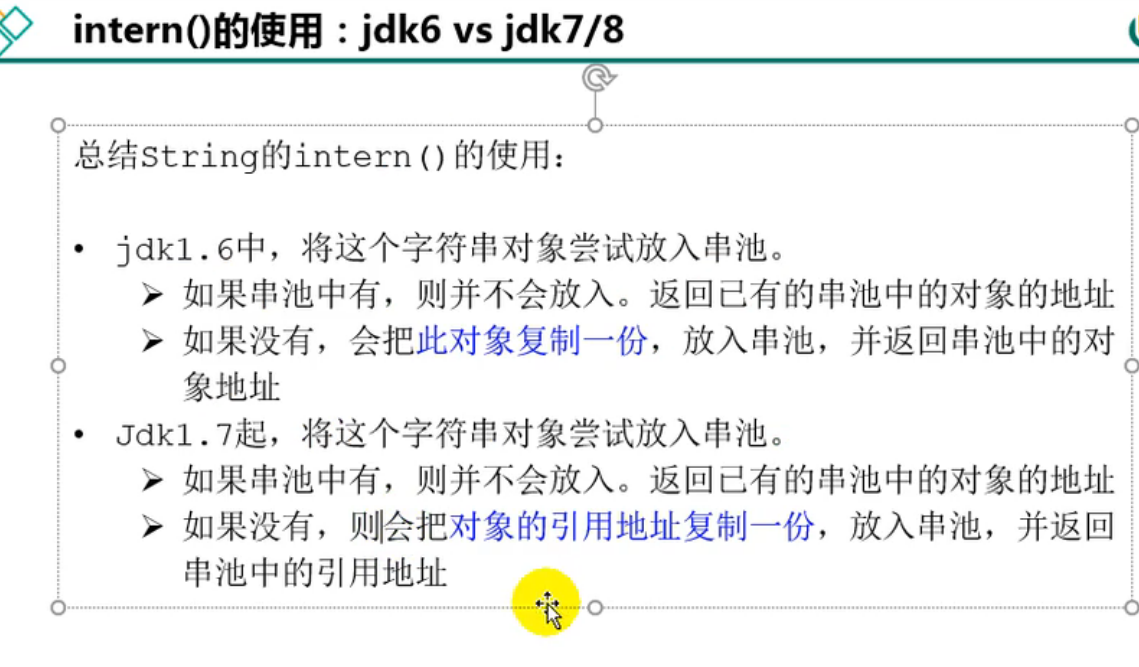 intern()的使用：jdk6 vs jdk7/8
总结String的intern()的使用：
• jdk1.6中，将这个字符串对象尝试放入串池。
➢ 如果串池中有，则并不会放入。返回已有的串池中的对象的地址
➢ 如果没有，会把此对象复制一份，放入串池，并返回串池中的对
象地址
• Jdk1.7起，将这个字符串对象尝试放入串池。
➢ 如果串池中有，则并不会放入。返回已有的串池中的对象的地址
➢ 如果没有，则会把对象的引用地址复制一份，放入串池，并返回
串池中的引用地址